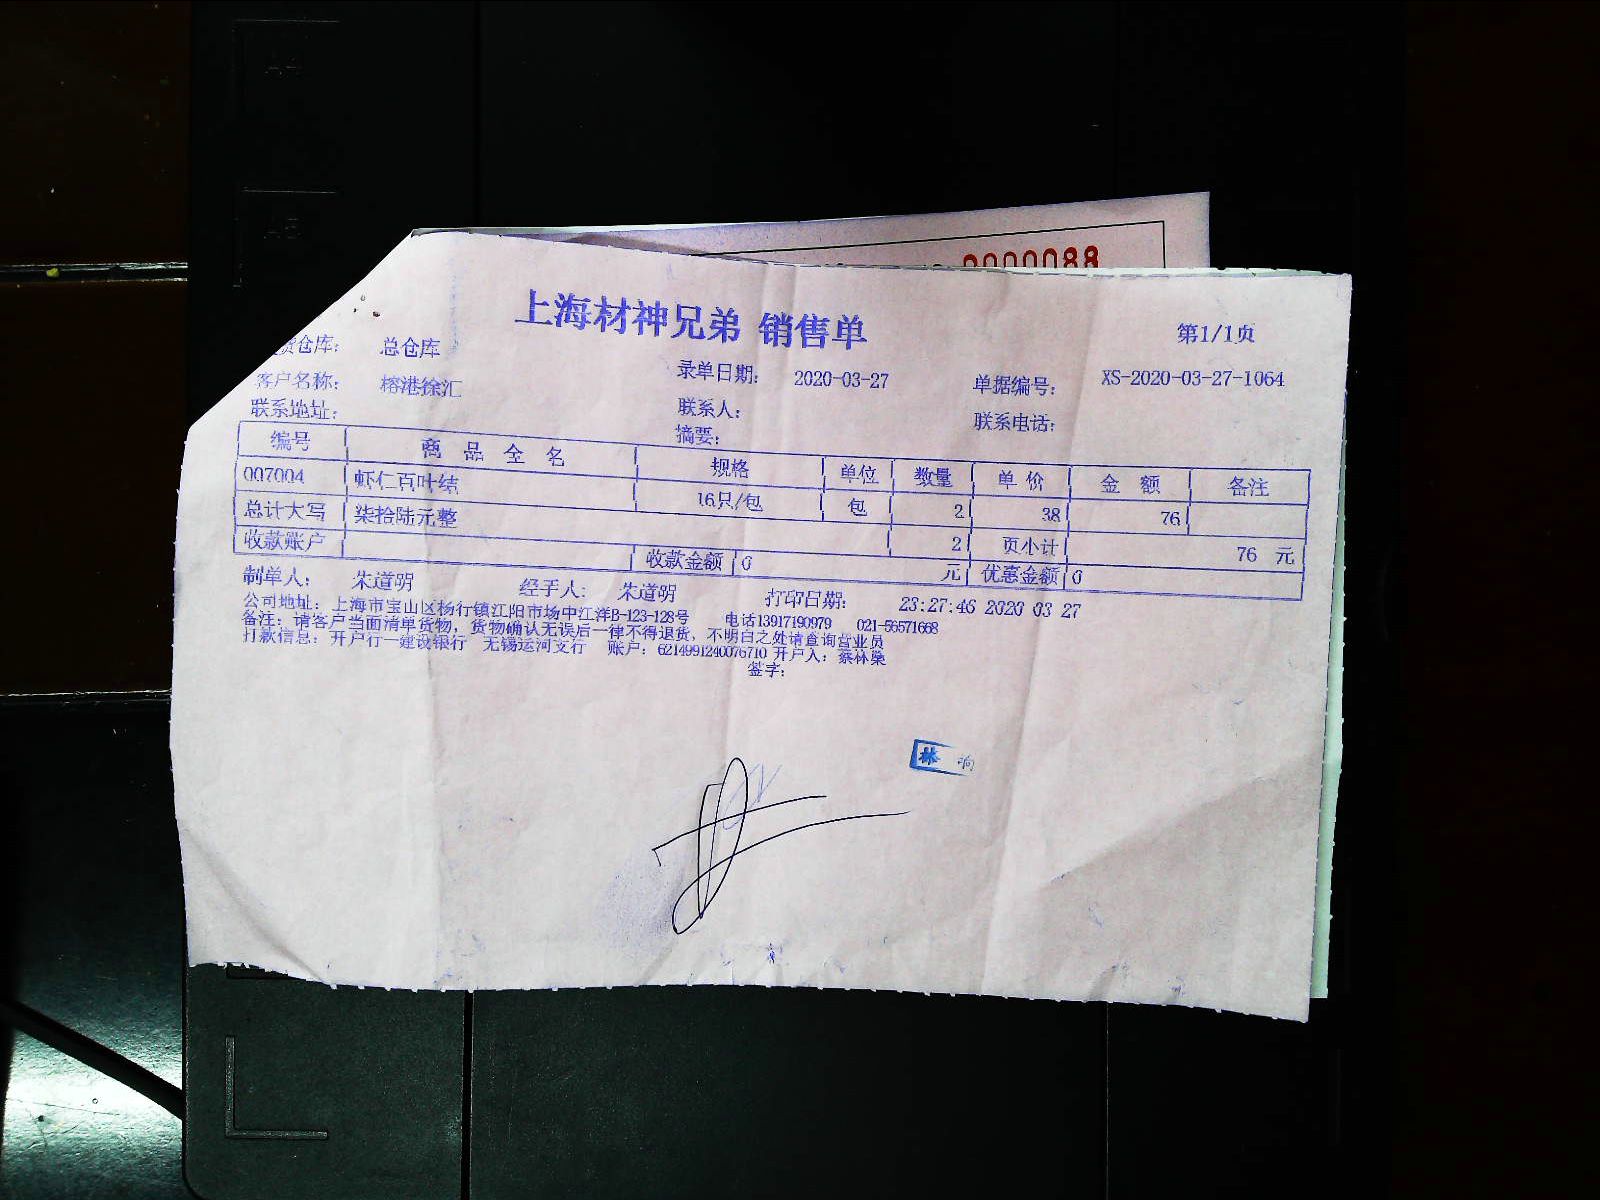 A4
A5
0000088
上海材神兄弟 销售单
第1/1页
发货仓库: 总仓库
客户名称: 榕港徐汇 录单日期: 2020-03-27 单据编号: XS-2020-03-27-1064
联系地址: 联系人: 联系电话:
摘要:
编号 商 品 全 名 规格 单位 数量 单 价 金 额 备注
007004 虾仁百叶结 16只/包 包 2 38 76
总计大写 柒拾陆元整 2 页小计 76 元
收款账户 收款金额 0 元 优惠金额 0
制单人: 朱道明 经手人: 朱道明 打印日期: 23:27:46 2020 03 27
公司地址: 上海市宝山区杨行镇江阳市场中江洋B-123-128号 电话13917190979 021-56571668
备注: 请客户当面清单货物, 货物确认无误后一律不得退货, 不明白之处请查询营业员
打款信息: 开户行一建设银行 无锡运河支行 账户: 6214991240076710 开户人: 蔡林燊
签字:
林